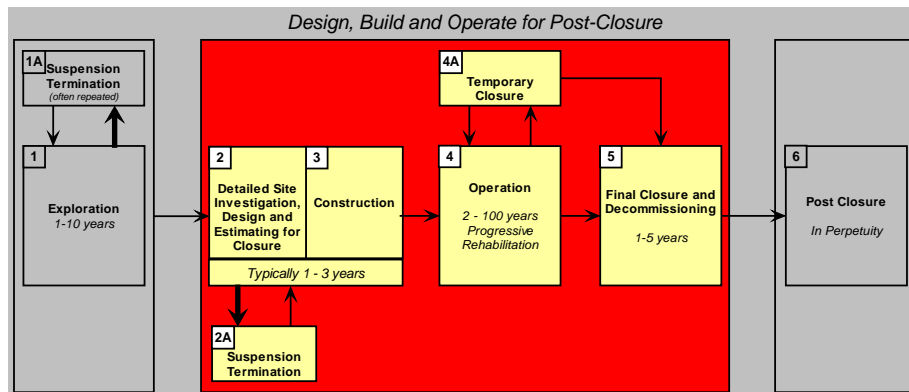 Design, Build and Operate for Post-Closure
1A
Suspension
Termination
(often repeated)
1
Exploration
1-10 years
2
Detailed Site
Investigation,
Design and
Estimating for
Closure
3
Construction
Typically 1 - 3 years
2A
Suspension
Termination
4A
Temporary
Closure
4
Operation
2 - 100 years
Progressive
Rehabilitation
5
Final Closure and
Decommissioning
1-5 years
6
Post Closure
In Perpetuity